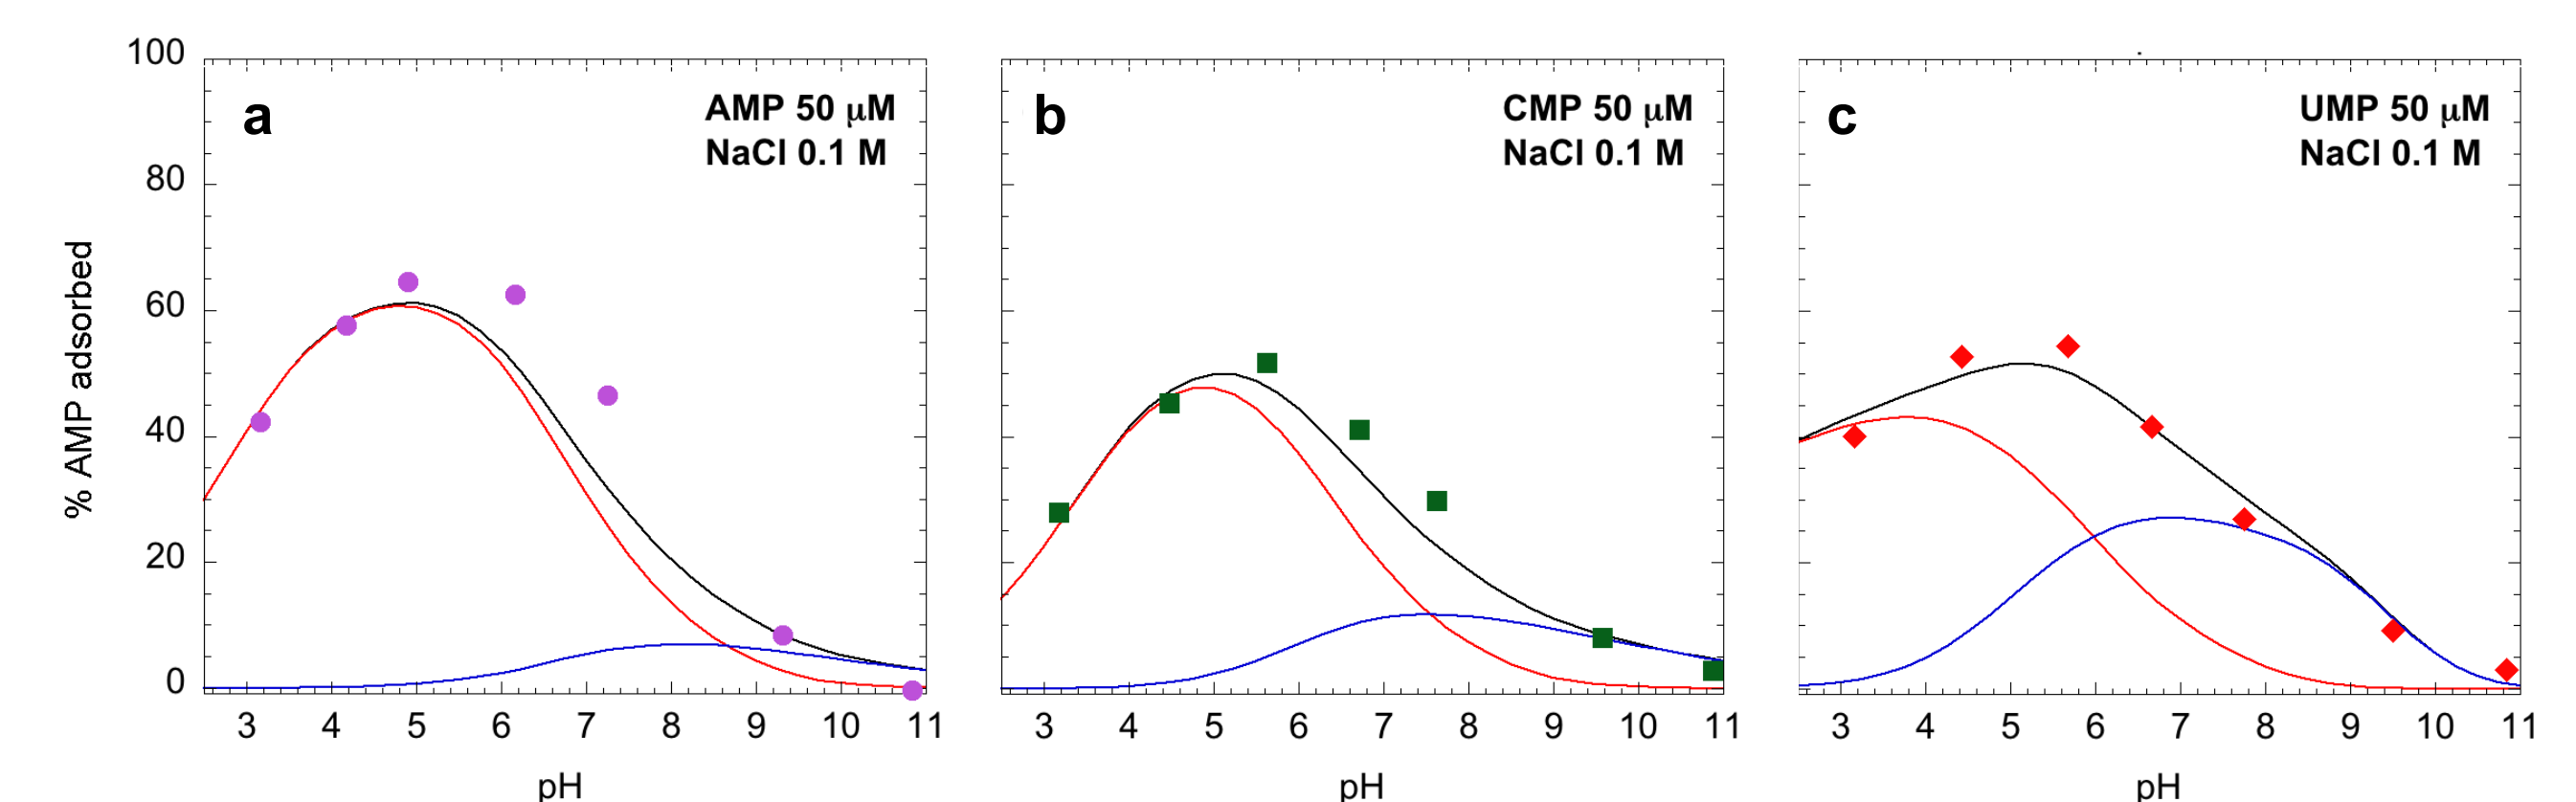 % AMP adsorbed
100
80
60
40
20
0
a
AMP 50 μM
NaCl 0.1 M
3 4 5 6 7 8 9 10 11
pH
b
CMP 50 μM
NaCl 0.1 M
3 4 5 6 7 8 9 10 11
pH
c
UMP 50 μM
NaCl 0.1 M
3 4 5 6 7 8 9 10 11
pH